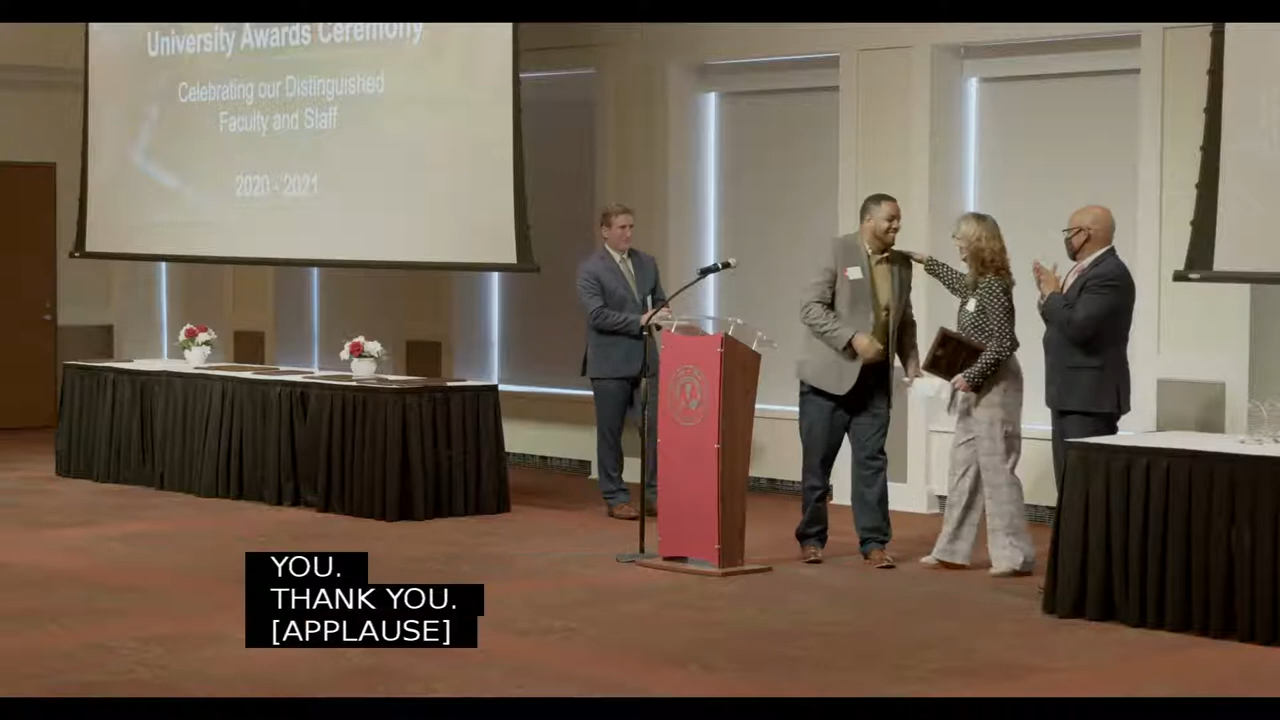 University Awards Ceremony
Celebrating our Distinguished
Faculty and Staff
2020 - 2021
YOU.
THANK YOU.
[APPLAUSE]